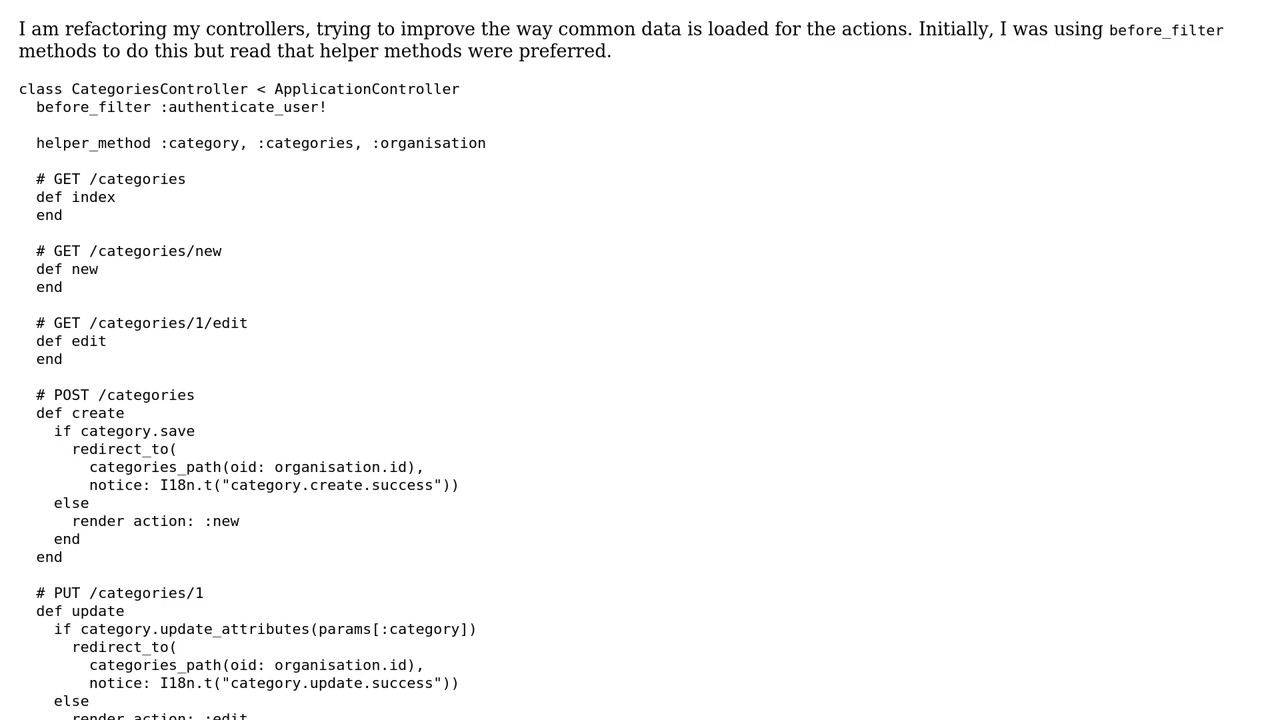 I am refactoring my controllers, trying to improve the way common data is loaded for the actions. Initially, I was using before_filter
methods to do this but read that helper methods were preferred.
class CategoriesController < ApplicationController
  before_filter :authenticate_user!
  helper_method :category, :categories, :organisation
  # GET /categories
  def index
  end
  # GET /categories/new
  def new
  end
  # GET /categories/1/edit
  def edit
  end
  # POST /categories
  def create
    if category.save
      redirect_to(
        categories_path(oid: organisation.id),
        notice: I18n.t("category.create.success"))
    else
      render action: :new
    end
  end
  # PUT /categories/1
  def update
    if category.update_attributes(params[:category])
      redirect_to(
        categories_path(oid: organisation.id),
        notice: I18n.t("category.update.success"))
    else
      render action: :edit